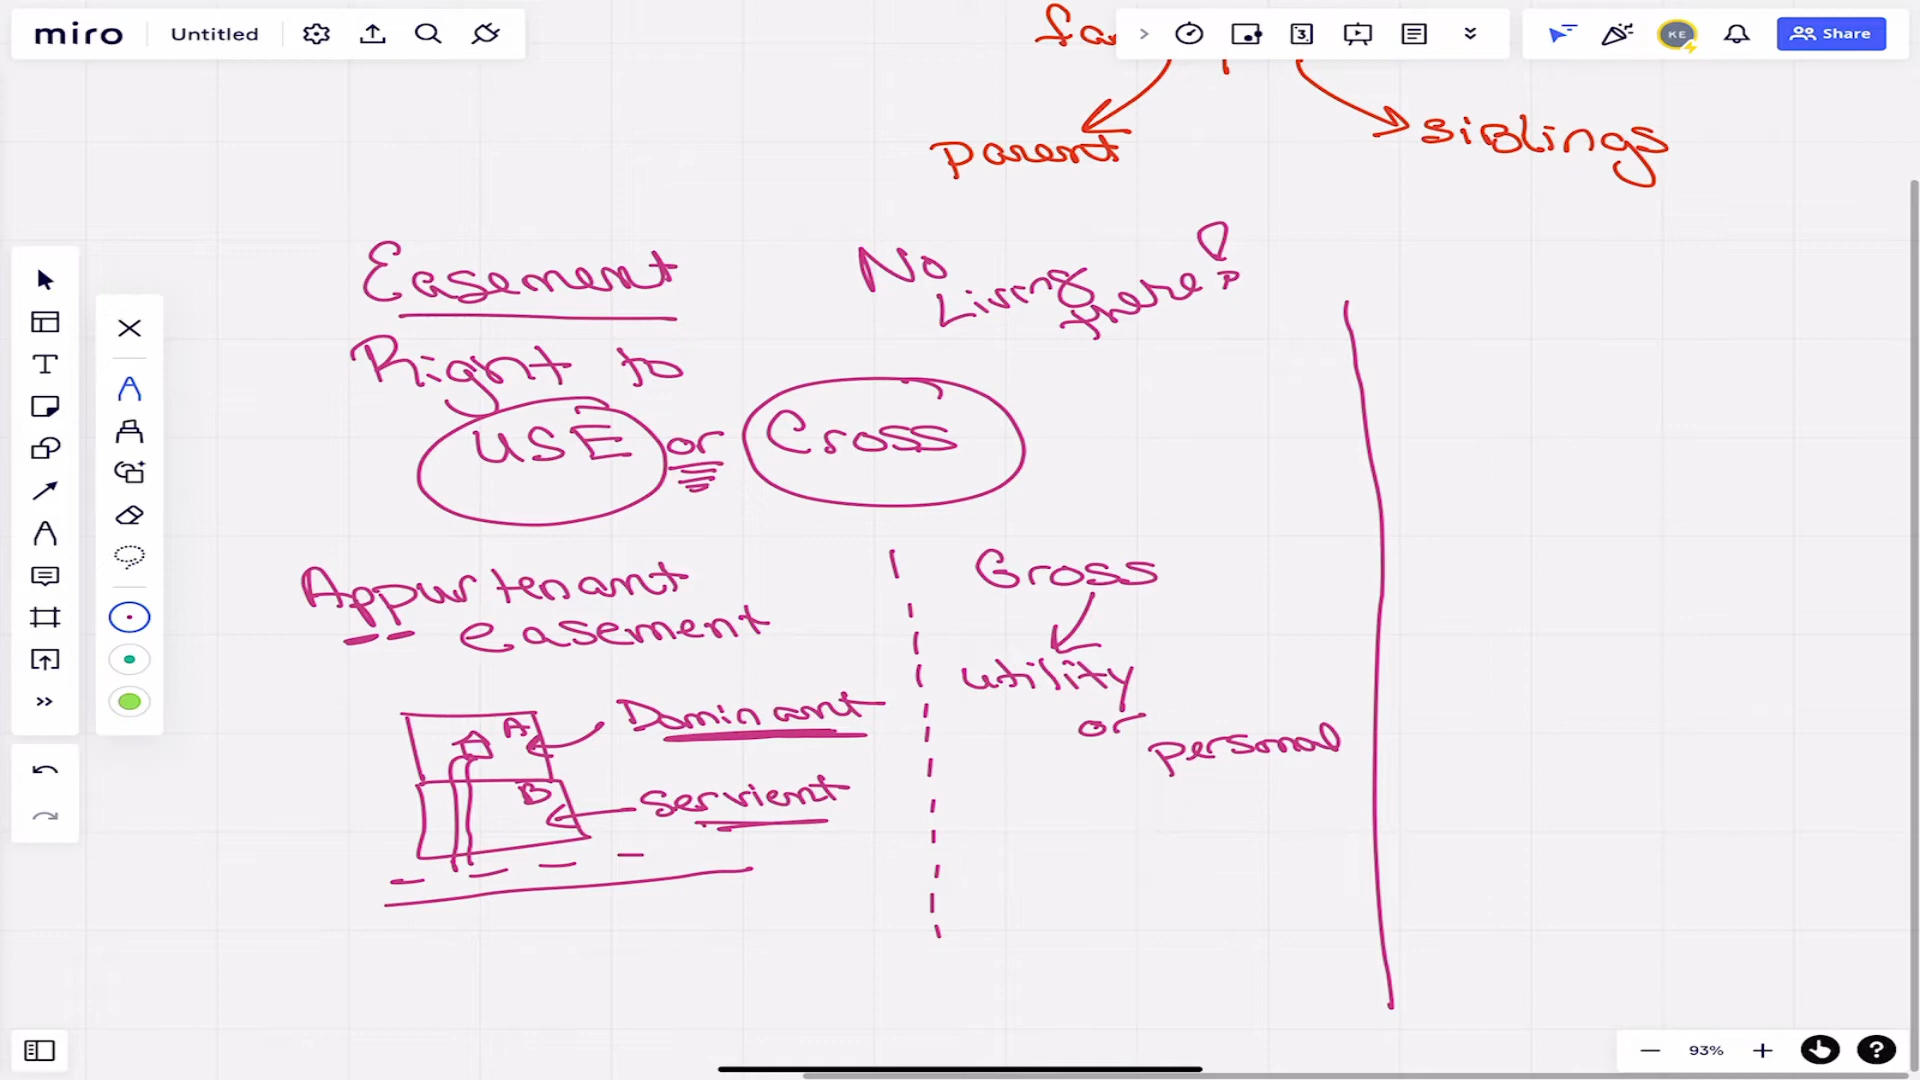 miro Untitled
KE Share
parent
siblings
Easement
No
Living there!
Right to
USE or Cross
Appurtenant
easement
Gross
utility
or
personal
A
Dominant
B
Servient
93%